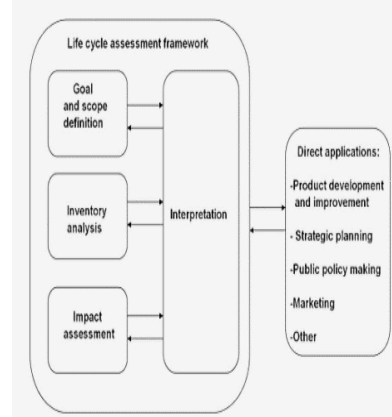 Life cycle assessment framework
Goal
and scope
definition
Inventory
analysis
Impact
assessment
Interpretation
Direct applications:
-Product development
and improvement
- Strategic planning
-Public policy making
-Marketing
-Other